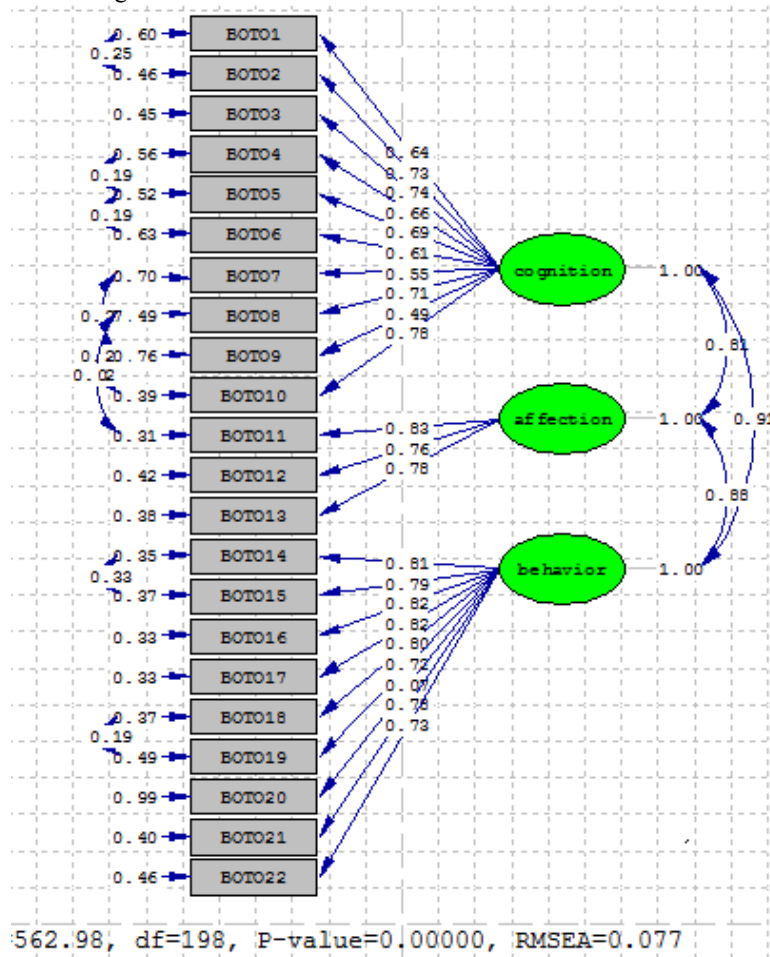 0.60 BOTO1
0.25
0.46 BOTO2
0.45 BOTO3
0.56 BOTO4 0.64
0.19 0.73
0.52 BOTO5 0.74
0.19 0.66
0.63 BOTO6 0.69
0.61
0.70 BOTO7 0.55 cognition 1.00
0.71
0.49 BOTO8 0.49
0.78
0.76 BOTO9 0.81
0.02
0.39 BOTO10
0.31 BOTO11 0.83 affection 1.00
0.76
0.42 BOTO12 0.78
0.88
0.38 BOTO13
0.35 BOTO14 0.81 behavior 1.00
0.33
0.37 BOTO15 0.79
0.82
0.33 BOTO16 0.82
0.80
0.33 BOTO17 0.72
0.07
0.37 BOTO18 0.78
0.19 0.73
0.49 BOTO19
0.99 BOTO20
0.40 BOTO21
0.46 BOTO22
=562.98, df=198, P-value=0.00000, RMSEA=0.077